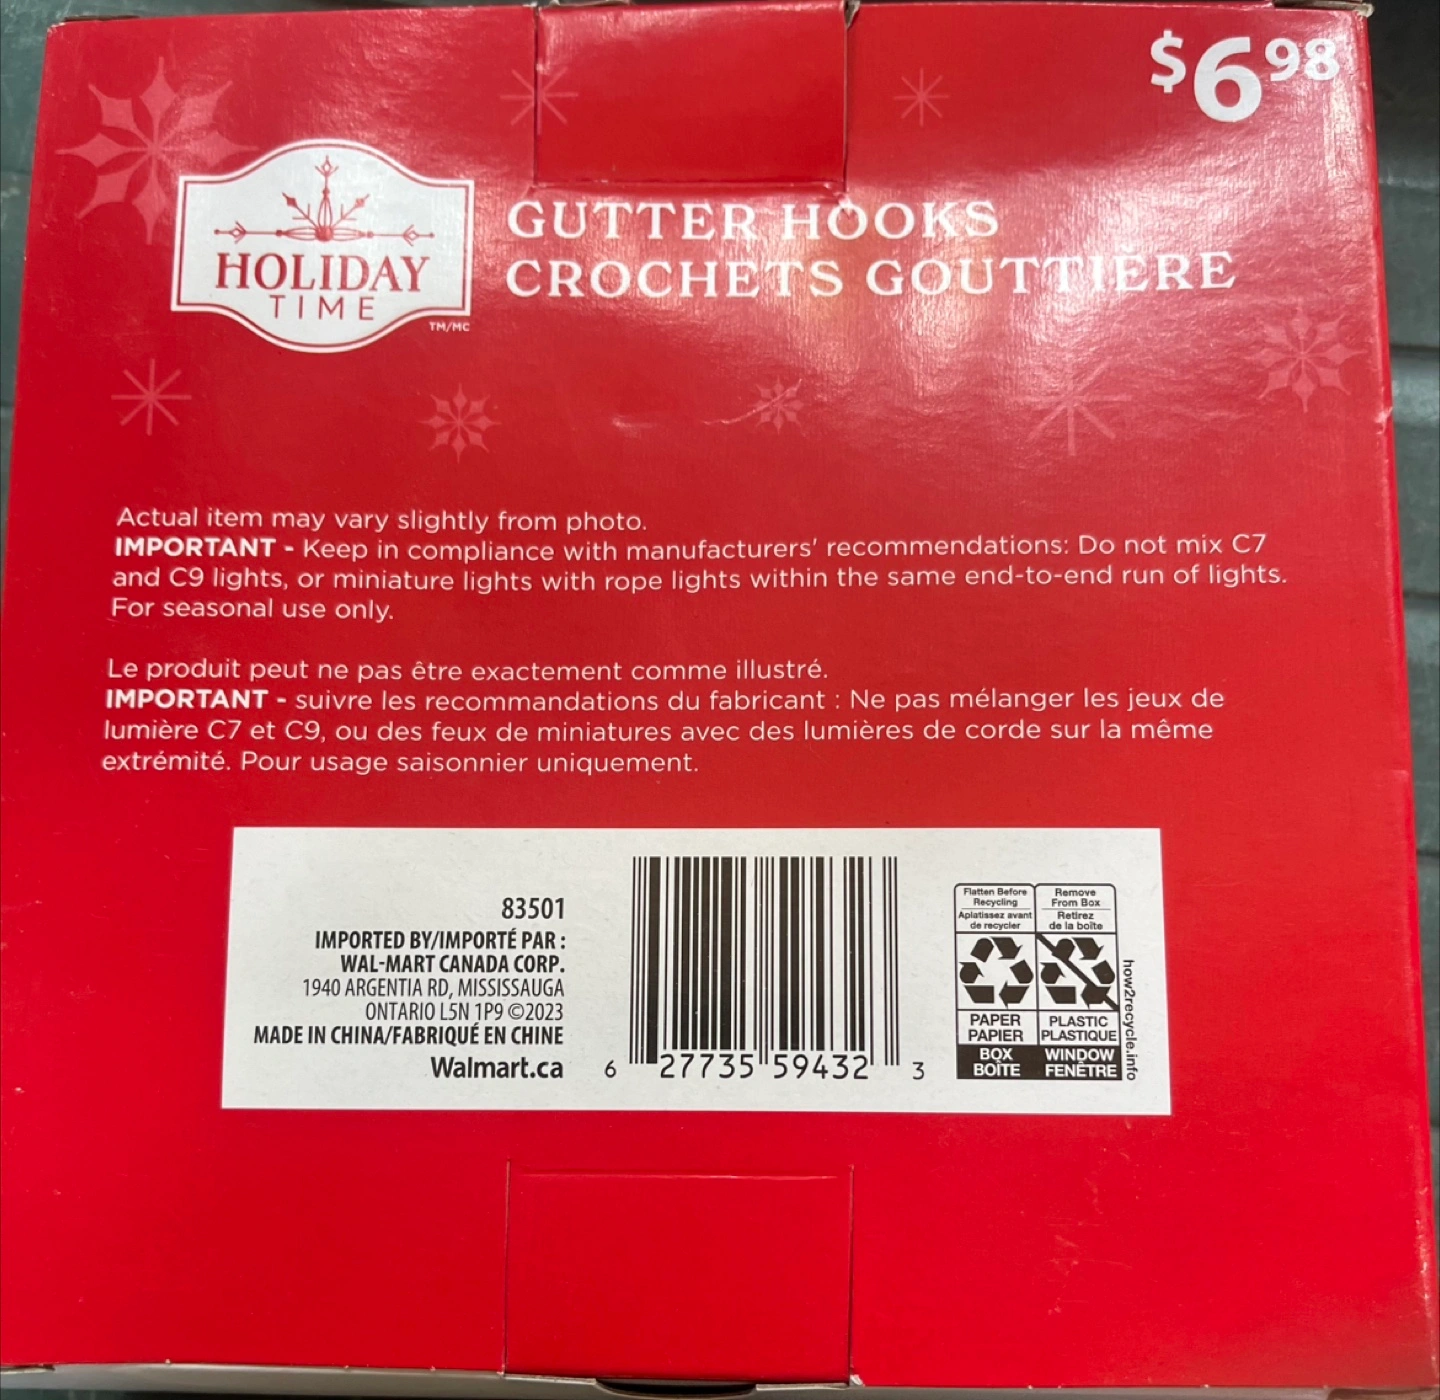 $6 98
HOLIDAY
TIME
TM/MC
GUTTER HOOKS
CROCHETS GOUTTIÈRE
Actual item may vary slightly from photo.
IMPORTANT - Keep in compliance with manufacturers' recommendations: Do not mix C7
and C9 lights, or miniature lights with rope lights within the same end-to-end run of lights.
For seasonal use only.
Le produit peut ne pas être exactement comme illustré.
IMPORTANT - suivre les recommandations du fabricant : Ne pas mélanger les jeux de
lumière C7 et C9, ou des feux de miniatures avec des lumières de corde sur la même
extrémité. Pour usage saisonnier uniquement.
83501
IMPORTED BY/IMPORTÉ PAR :
WAL-MART CANADA CORP.
1940 ARGENTIA RD, MISSISSAUGA
ONTARIO L5N 1P9 ©2023
MADE IN CHINA/FABRIQUÉ EN CHINE
Walmart.ca
6 27735 59432 3
Flatten Before
Recycling
Aplatissez avant
de recycler
PAPER
PAPIER
BOX
BOÎTE
Remove
From Box
Retirez
de la boîte
PLASTIC
PLASTIQUE
WINDOW
FENÊTRE
how2recycle.info